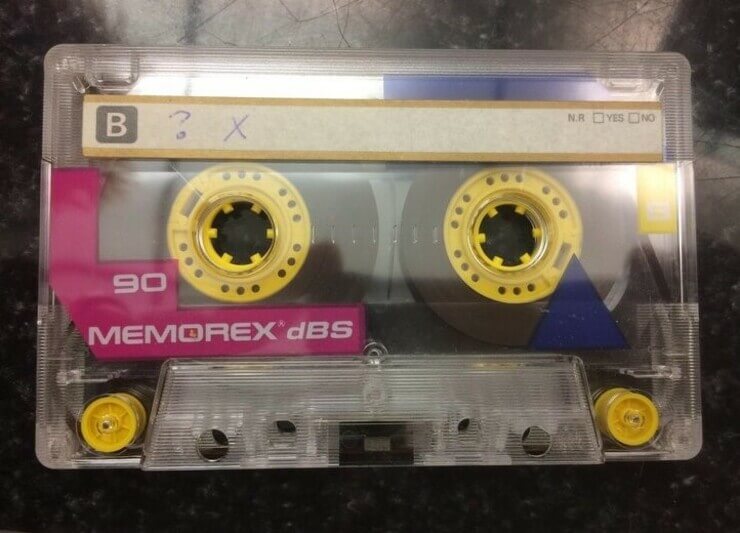 B ? X N.R □ YES □ NO
90
MEMOREX® dBS